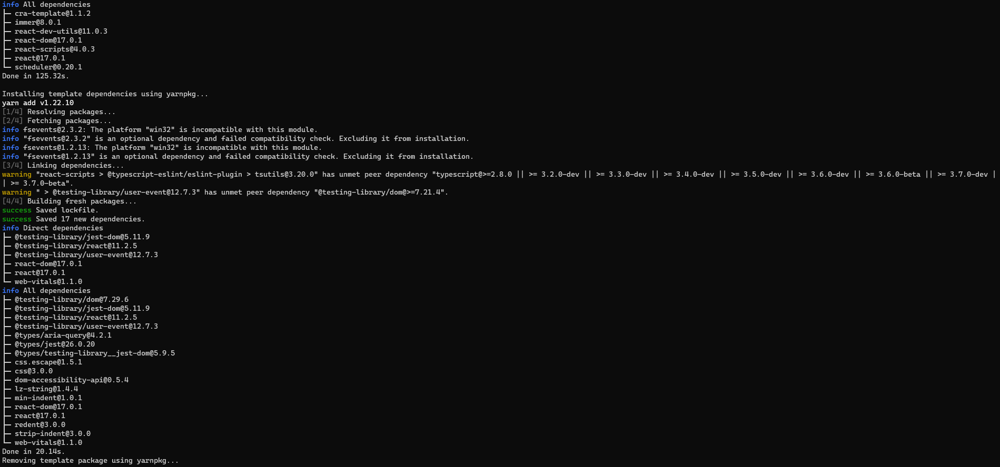 info All dependencies
├─ cra-template@1.1.2
├─ immer@8.0.1
├─ react-dev-utils@11.0.3
├─ react-dom@17.0.1
├─ react-scripts@4.0.3
├─ react@17.0.1
└─ scheduler@0.20.1
Done in 125.32s.
Installing template dependencies using yarnpkg...
yarn add v1.22.10
[1/4] Resolving packages...
[2/4] Fetching packages...
info fsevents@2.3.2: The platform "win32" is incompatible with this module.
info "fsevents@2.3.2" is an optional dependency and failed compatibility check. Excluding it from installation.
info fsevents@1.2.13: The platform "win32" is incompatible with this module.
info "fsevents@1.2.13" is an optional dependency and failed compatibility check. Excluding it from installation.
[3/4] Linking dependencies...
warning "react-scripts > @typescript-eslint/eslint-plugin > tsutils@3.20.0" has unmet peer dependency "typescript@>=2.8.0 || >= 3.2.0-dev || >= 3.3.0-dev || >= 3.4.0-dev || >= 3.5.0-dev || >= 3.6.0-dev || >= 3.6.0-beta || >= 3.7.0-dev |
| >= 3.7.0-beta".
warning " > @testing-library/user-event@12.7.3" has unmet peer dependency "@testing-library/dom@>=7.21.4".
[4/4] Building fresh packages...
success Saved lockfile.
success Saved 17 new dependencies.
info Direct dependencies
├─ @testing-library/jest-dom@5.11.9
├─ @testing-library/react@11.2.5
├─ @testing-library/user-event@12.7.3
├─ react-dom@17.0.1
├─ react@17.0.1
└─ web-vitals@1.1.0
info All dependencies
├─ @testing-library/dom@7.29.6
├─ @testing-library/jest-dom@5.11.9
├─ @testing-library/react@11.2.5
├─ @testing-library/user-event@12.7.3
├─ @types/aria-query@4.2.1
├─ @types/jest@26.0.20
├─ @types/testing-library__jest-dom@5.9.5
├─ css.escape@1.5.1
├─ css@3.0.0
├─ dom-accessibility-api@0.5.4
├─ lz-string@1.4.4
├─ min-indent@1.0.1
├─ react-dom@17.0.1
├─ react@17.0.1
├─ redent@3.0.0
├─ strip-indent@3.0.0
└─ web-vitals@1.1.0
Done in 20.14s.
Removing template package using yarnpkg...